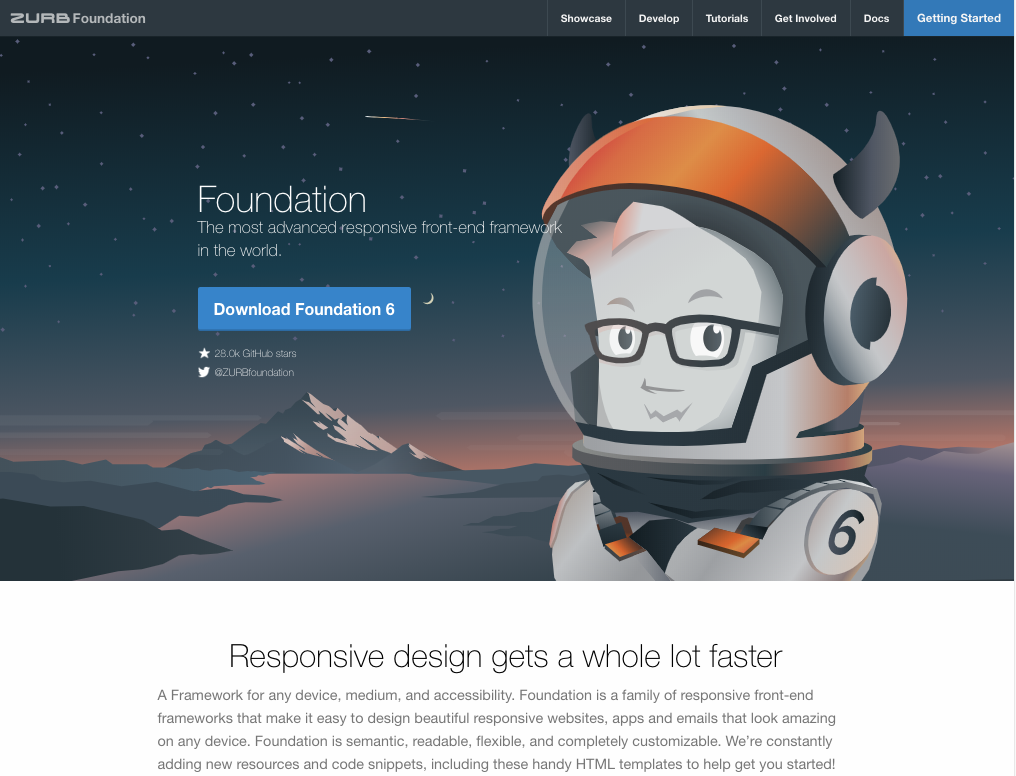 ZURB Foundation
Showcase
Develop
Tutorials
Get Involved
Docs
Getting Started
Foundation
The most advanced responsive front-end framework
in the world.
Download Foundation 6
28.0k GitHub stars
@ZURBfoundation
6
Responsive design gets a whole lot faster
A Framework for any device, medium, and accessibility. Foundation is a family of responsive front-end
frameworks that make it easy to design beautiful responsive websites, apps and emails that look amazing
on any device. Foundation is semantic, readable, flexible, and completely customizable. We’re constantly
adding new resources and code snippets, including these handy HTML templates to help get you started!